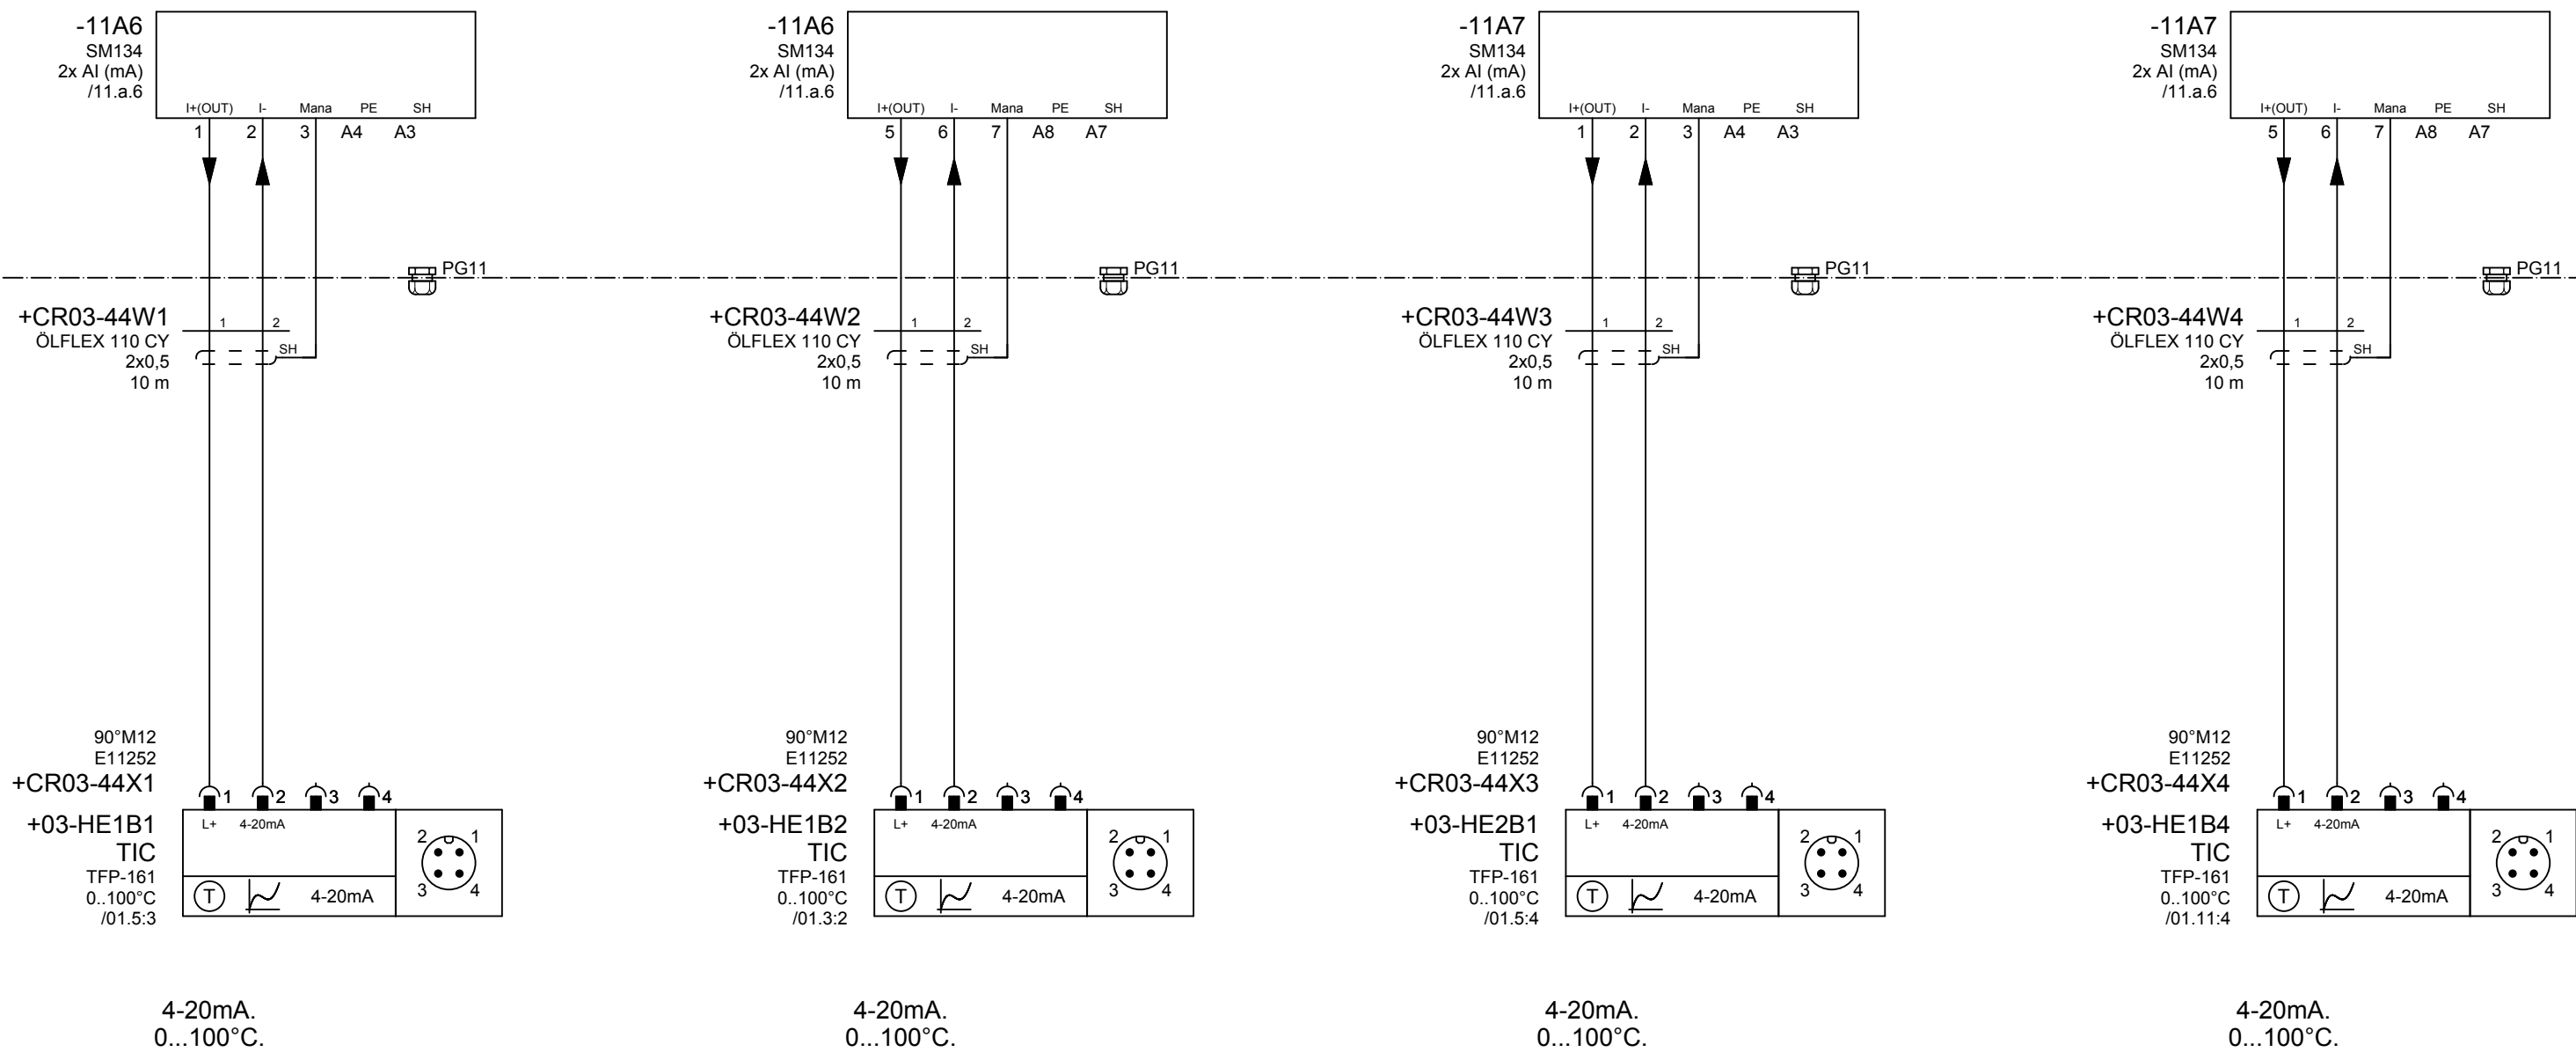 -11A6
SM134
2x AI (mA)
/11.a.6
I+(OUT) I- Mana PE SH
1 2 3 A4 A3
PG11
+CR03-44W1
ÖLFLEX 110 CY
2x0,5
10 m
1 2
SH
90°M12
E11252
+CR03-44X1
1 2 3 4
+03-HE1B1
TIC
TFP-161
0..100°C
/01.5:3
L+ 4-20mA
T 4-20mA
2 1
3 4
4-20mA.
0...100°C.
-11A6
SM134
2x AI (mA)
/11.a.6
I+(OUT) I- Mana PE SH
5 6 7 A8 A7
PG11
+CR03-44W2
ÖLFLEX 110 CY
2x0,5
10 m
1 2
SH
90°M12
E11252
+CR03-44X2
1 2 3 4
+03-HE1B2
TIC
TFP-161
0..100°C
/01.3:2
L+ 4-20mA
T 4-20mA
2 1
3 4
4-20mA.
0...100°C.
-11A7
SM134
2x AI (mA)
/11.a.6
I+(OUT) I- Mana PE SH
1 2 3 A4 A3
PG11
+CR03-44W3
ÖLFLEX 110 CY
2x0,5
10 m
1 2
SH
90°M12
E11252
+CR03-44X3
1 2 3 4
+03-HE2B1
TIC
TFP-161
0..100°C
/01.5:4
L+ 4-20mA
T 4-20mA
2 1
3 4
4-20mA.
0...100°C.
-11A7
SM134
2x AI (mA)
/11.a.6
I+(OUT) I- Mana PE SH
5 6 7 A8 A7
PG11
+CR03-44W4
ÖLFLEX 110 CY
2x0,5
10 m
1 2
SH
90°M12
E11252
+CR03-44X4
1 2 3 4
+03-HE1B4
TIC
TFP-161
0..100°C
/01.11:4
L+ 4-20mA
T 4-20mA
2 1
3 4
4-20mA.
0...100°C.